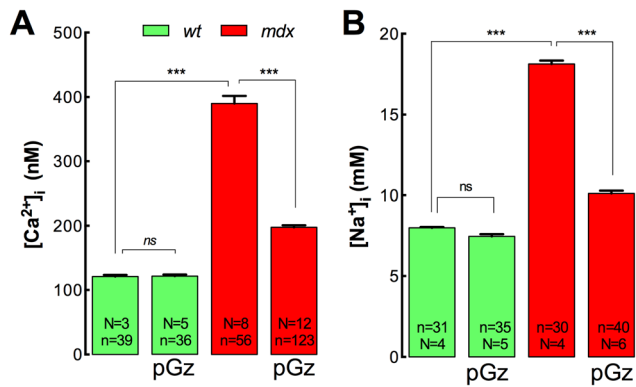 A
wt
mdx
[Ca²⁺]ᵢ (nM)
500
400
300
200
100
0
***
***
ns
N=3 N=5 N=8 N=12
n=39 n=36 n=56 n=123
pGz pGz
B
[Na⁺]ᵢ (mM)
20
15
10
5
0
***
***
ns
n=31 n=35 n=30 n=40
N=4 N=5 N=4 N=6
pGz pGz